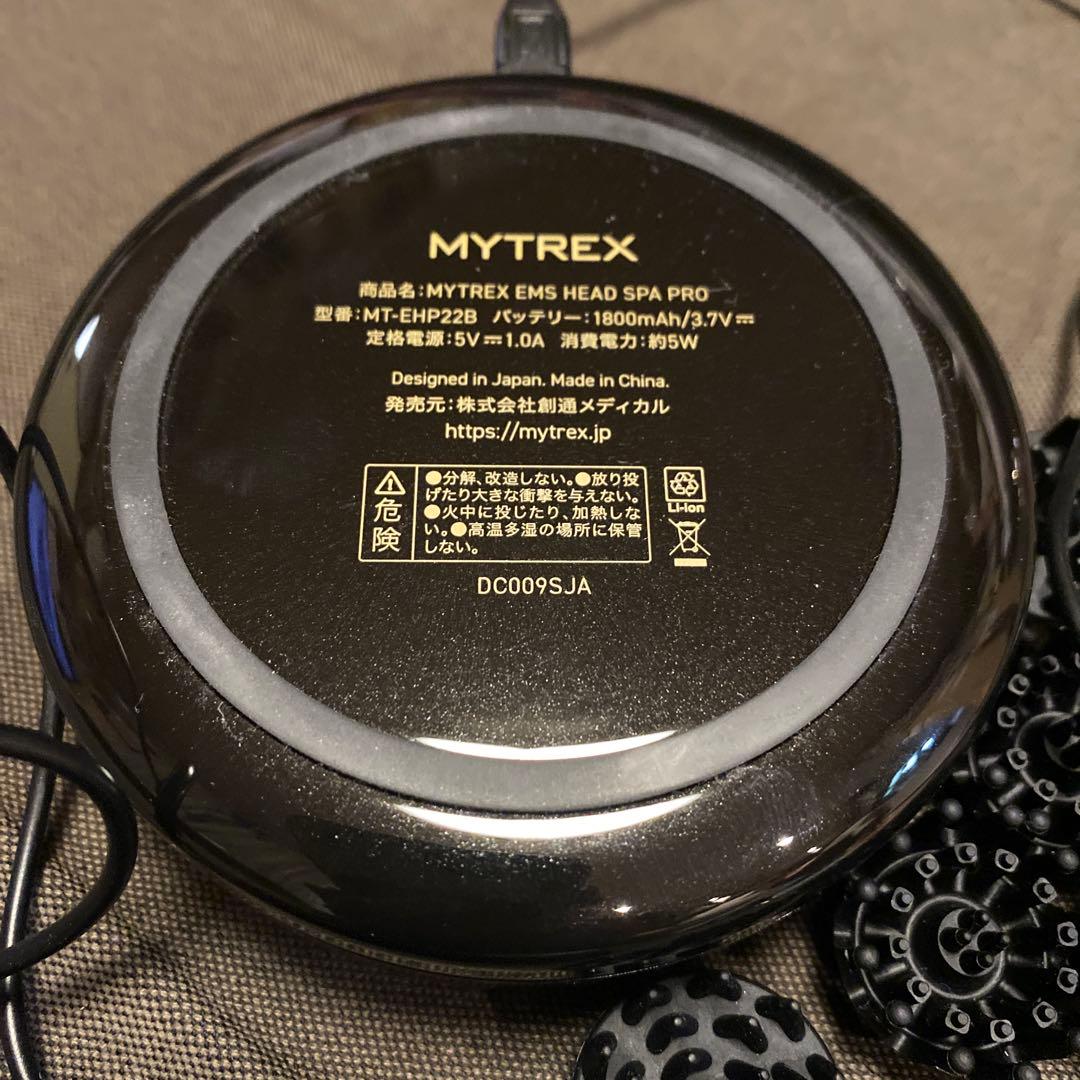 MYTREX
商品名:MYTREX EMS HEAD SPA PRO
型番:MT-EHP22B バッテリー:1800mAh/3.7V⎓
定格電源:5V⎓1.0A 消費電力:約5W
Designed in Japan. Made in China.
発売元:株式会社創通メディカル
https://mytrex.jp
⚠危険
●分解、改造しない。●放り投
げたり大きな衝撃を与えない。
●火中に投じたり、加熱しな
い。●高温多湿の場所に保管
しない。
Li-ion
DC009SJA